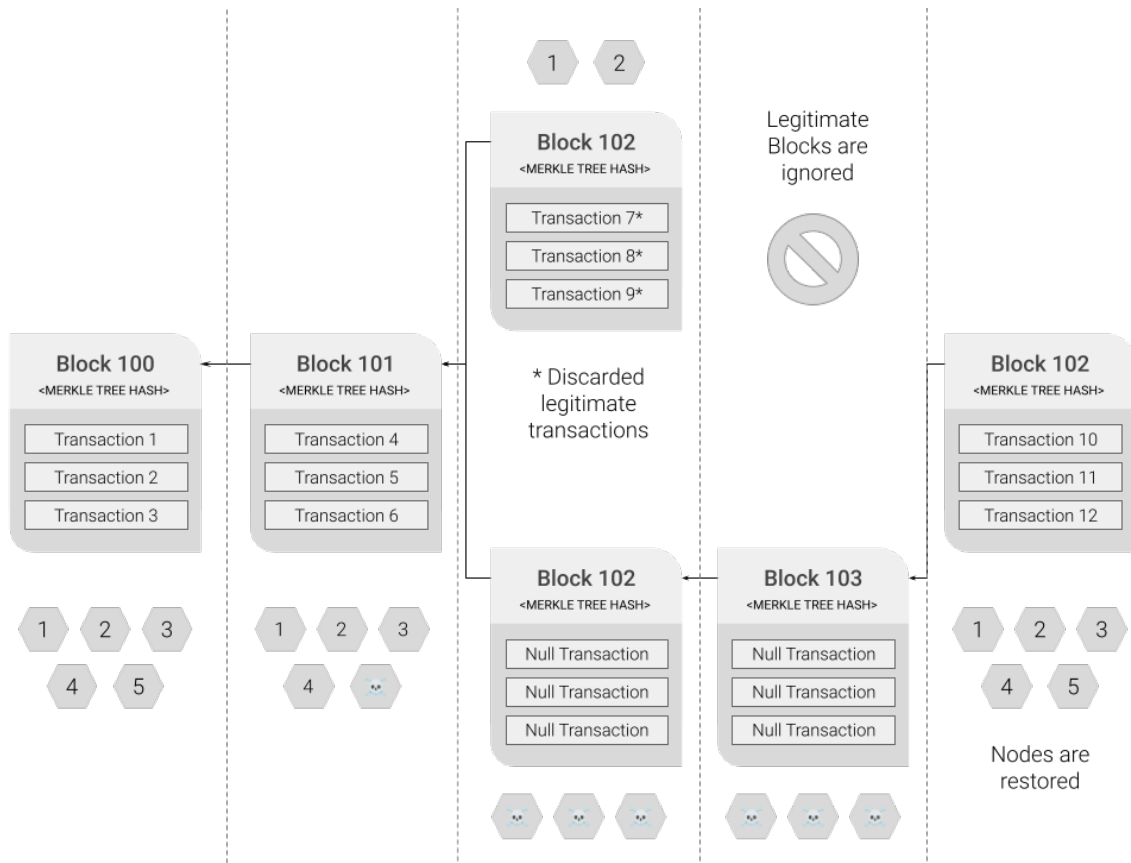 Block 100
<MERKLE TREE HASH>
Transaction 1
Transaction 2
Transaction 3
1 2 3
4 5
Block 101
<MERKLE TREE HASH>
Transaction 4
Transaction 5
Transaction 6
1 2 3
4
1 2
Block 102
<MERKLE TREE HASH>
Transaction 7*
Transaction 8*
Transaction 9*
* Discarded
legitimate
transactions
Block 102
<MERKLE TREE HASH>
Null Transaction
Null Transaction
Null Transaction
Legitimate
Blocks are
ignored
Block 103
<MERKLE TREE HASH>
Null Transaction
Null Transaction
Null Transaction
Block 102
<MERKLE TREE HASH>
Transaction 10
Transaction 11
Transaction 12
1 2 3
4 5
Nodes are
restored